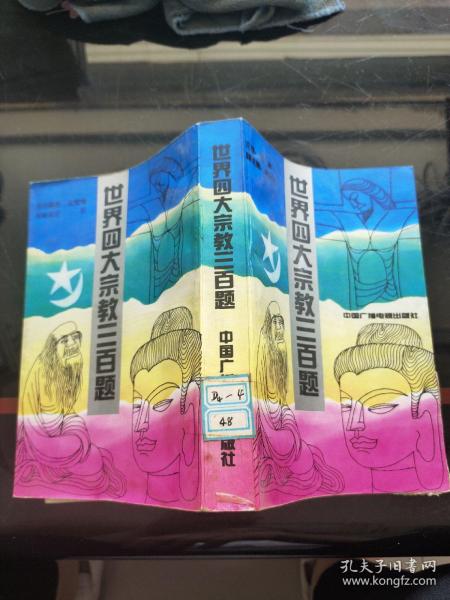 世界四大宗教三百题
世界四大宗教三百题
中国广
版社
D4-4
48
世界四大宗教三百题
中国广播电视出版社
孔夫子旧书网
www.kongfz.com